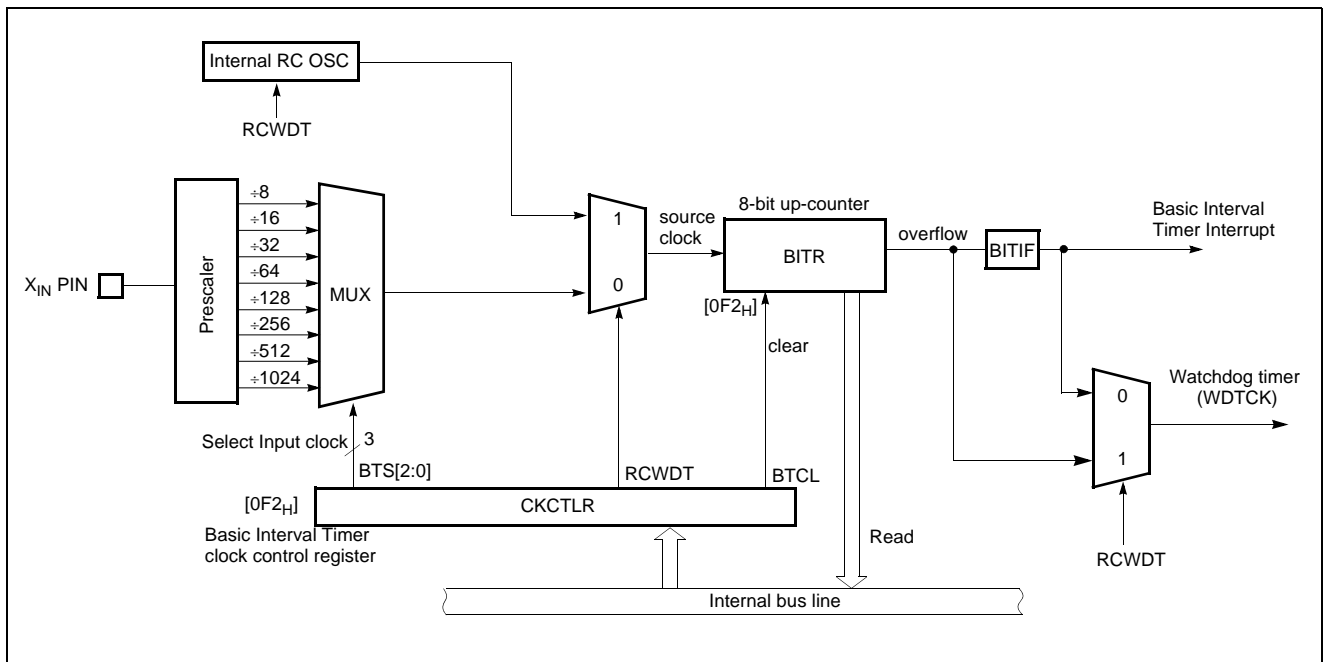 Internal RC OSC
RCWDT
XIN PIN
Prescaler
÷8
÷16
÷32
÷64
÷128
÷256
÷512
÷1024
MUX
Select Input clock
3
BTS[2:0]
1
0
source
clock
8-bit up-counter
BITR
[0F2H]
clear
overflow
BITIF
Basic Interval
Timer Interrupt
0
1
Watchdog timer
(WDTCK)
RCWDT
RCWDT
BTCL
[0F2H]
CKCTLR
Basic Interval Timer
clock control register
Read
Internal bus line